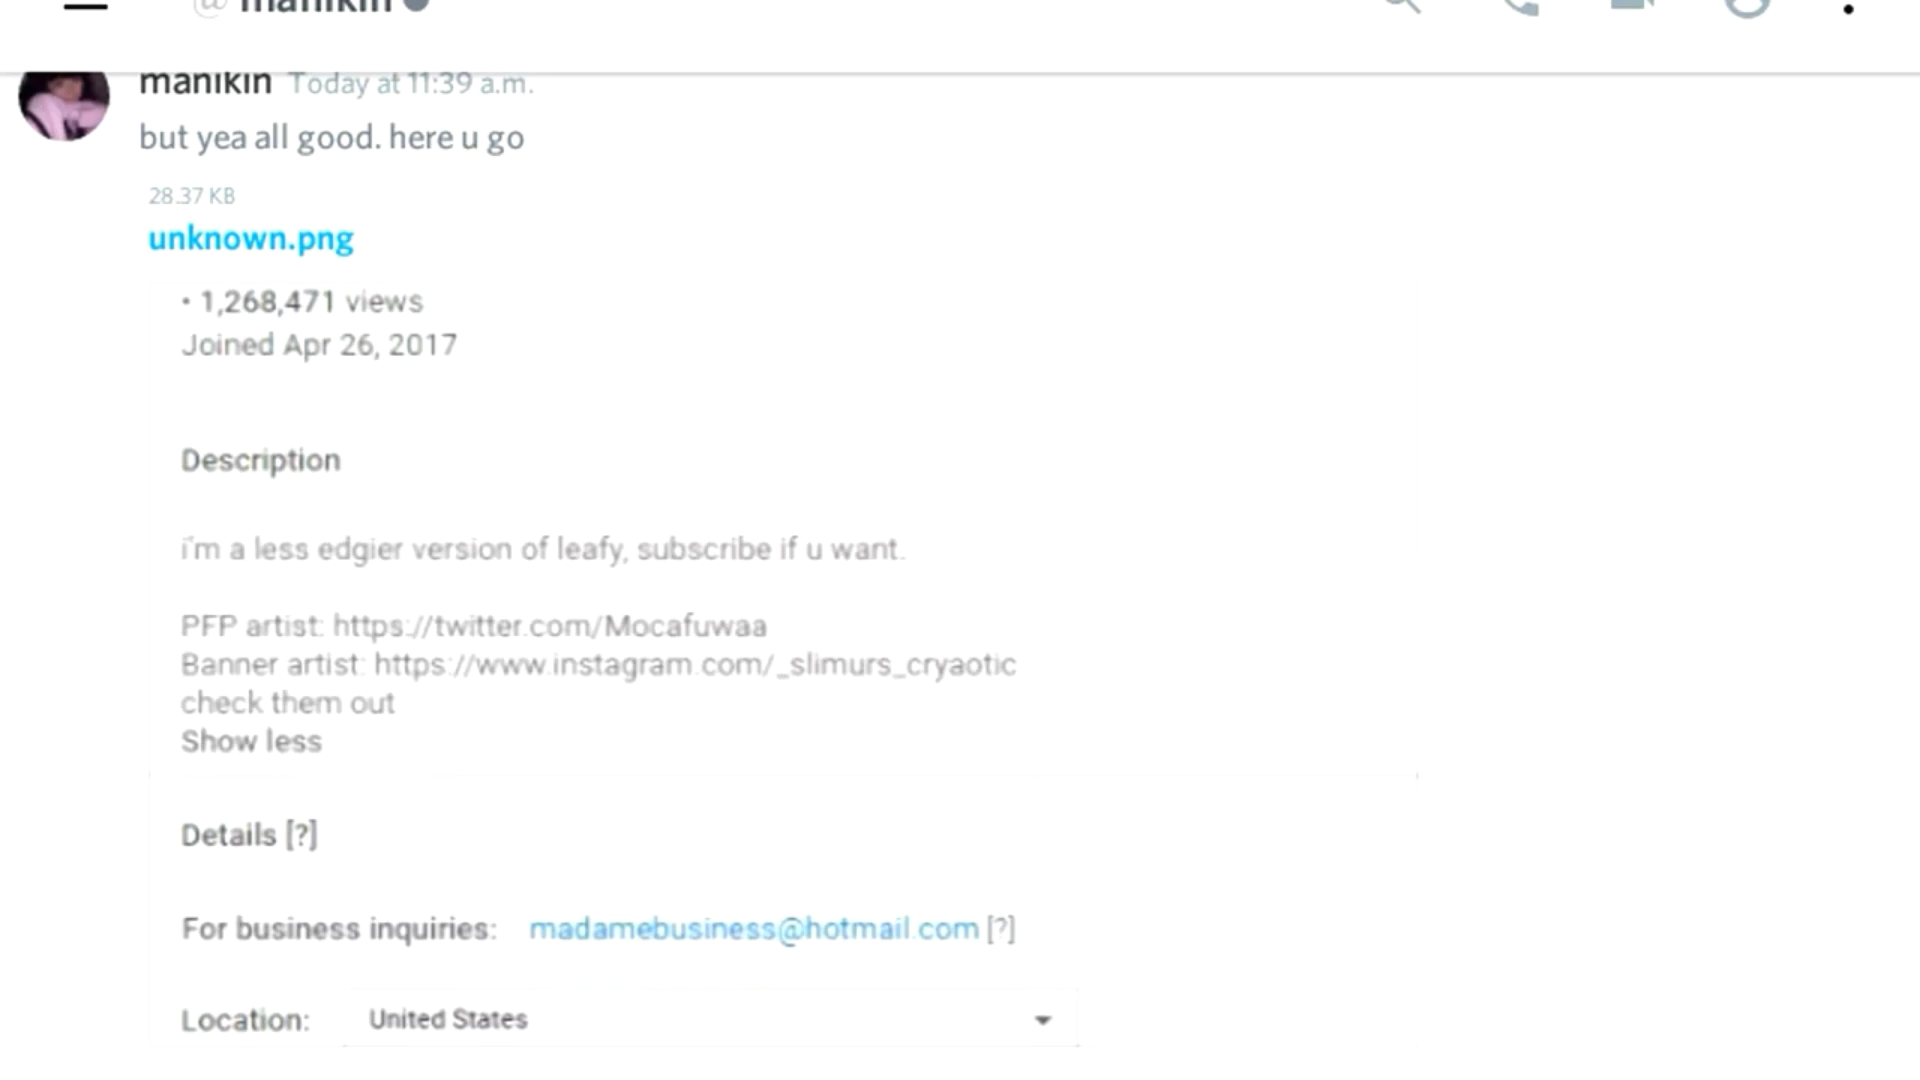 @ manikin
manikin Today at 11:39 a.m.
but yea all good. here u go
28.37 KB
unknown.png
• 1,268,471 views
Joined Apr 26, 2017
Description
i'm a less edgier version of leafy, subscribe if u want.
PFP artist: https://twitter.com/Mocafuwaa
Banner artist: https://www.instagram.com/_slimurs_cryaotic
check them out
Show less
Details [?]
For business inquiries: madamebusiness@hotmail.com [?]
Location: United States